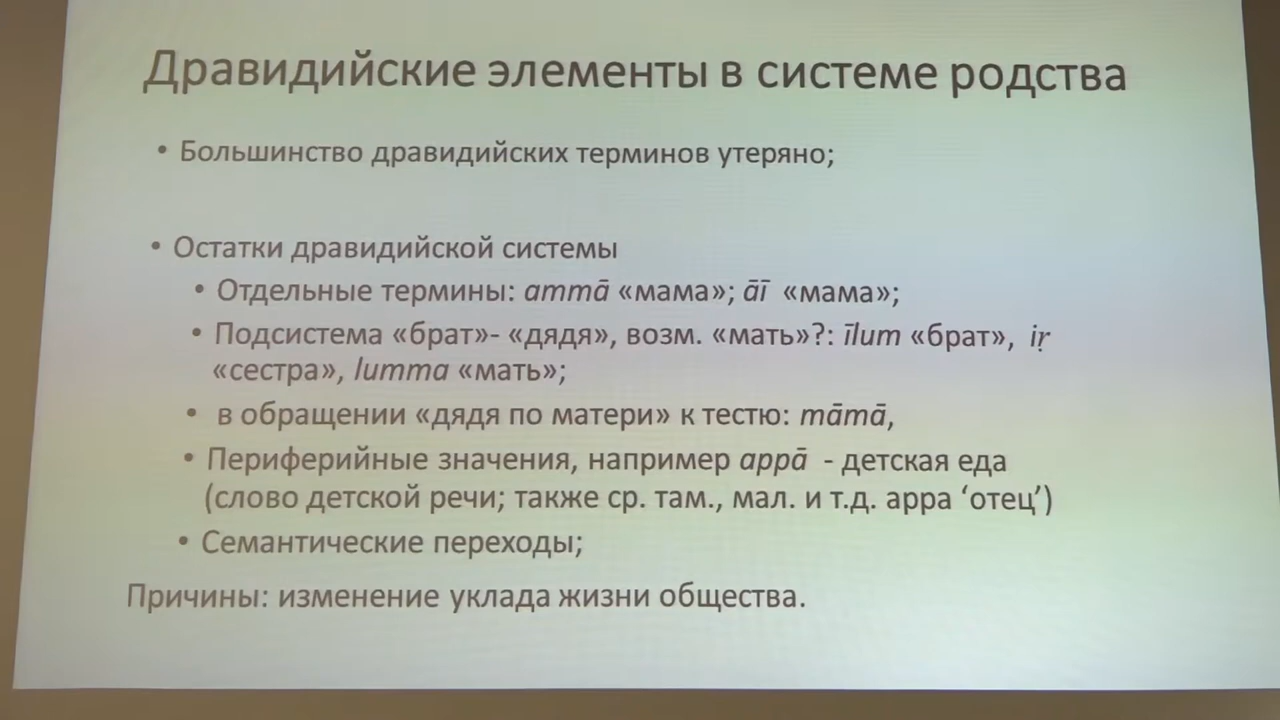 Дравидийские элементы в системе родства
• Большинство дравидийских терминов утеряно;
• Остатки дравидийской системы
• Отдельные термины: ammā «мама»; āī «мама»;
• Подсистема «брат»- «дядя», возм. «мать»?: īlum «брат», iṛ
«сестра», lumma «мать»;
• в обращении «дядя по матери» к тестю: māmā,
• Периферийные значения, например appā - детская еда
(слово детской речи; также ср. там., мал. и т.д. appa ‘отец’)
• Семантические переходы;
Причины: изменение уклада жизни общества.